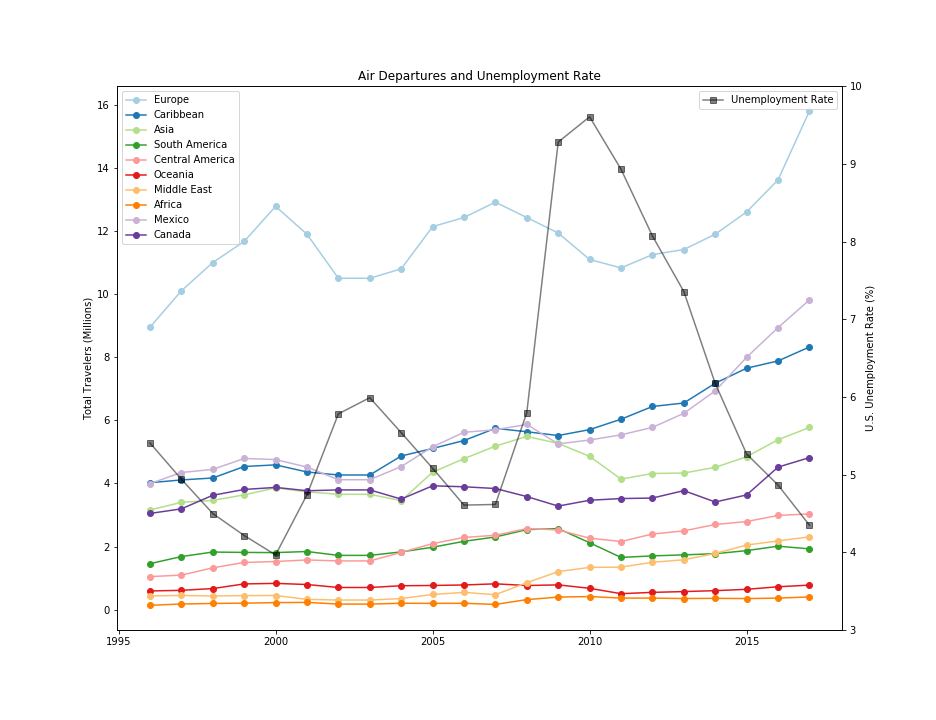 Air Departures and Unemployment Rate
Europe
Caribbean
Asia
South America
Central America
Oceania
Middle East
Africa
Mexico
Canada
Unemployment Rate
Total Travelers (Millions)
16
14
12
10
8
6
4
2
0
U.S. Unemployment Rate (%)
10
9
8
7
6
5
4
3
1995
2000
2005
2010
2015